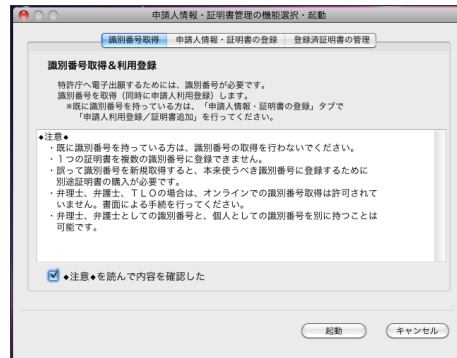 申請人情報・証明書管理の機能選択・起動
識別番号取得 申請人情報・証明書の登録 登録済証明書の管理
識別番号取得&利用登録
特許庁へ電子出願するためには、識別番号が必要です。
識別番号を取得(同時に申請人利用登録)します。
*既に識別番号を持っている方は、「申請人情報・証明書の登録」タブで
「申請人利用登録/証明書追加」を行ってください。
◆注意◆
・既に識別番号を持っている方は、識別番号の取得を行わないでください。
・1つの証明書を複数の識別番号に登録できません。
・誤って識別番号を新規取得すると、本来使うべき識別番号に登録するために
別途証明書の購入が必要です。
・弁理士、弁護士、TLOの場合は、オンラインでの識別番号取得は許可されて
いません。書面による手続を行ってください。
・弁理士、弁護士としての識別番号と、個人としての識別番号を別に持つことは
可能です。
◆注意◆を読んで内容を確認した
起動 キャンセル